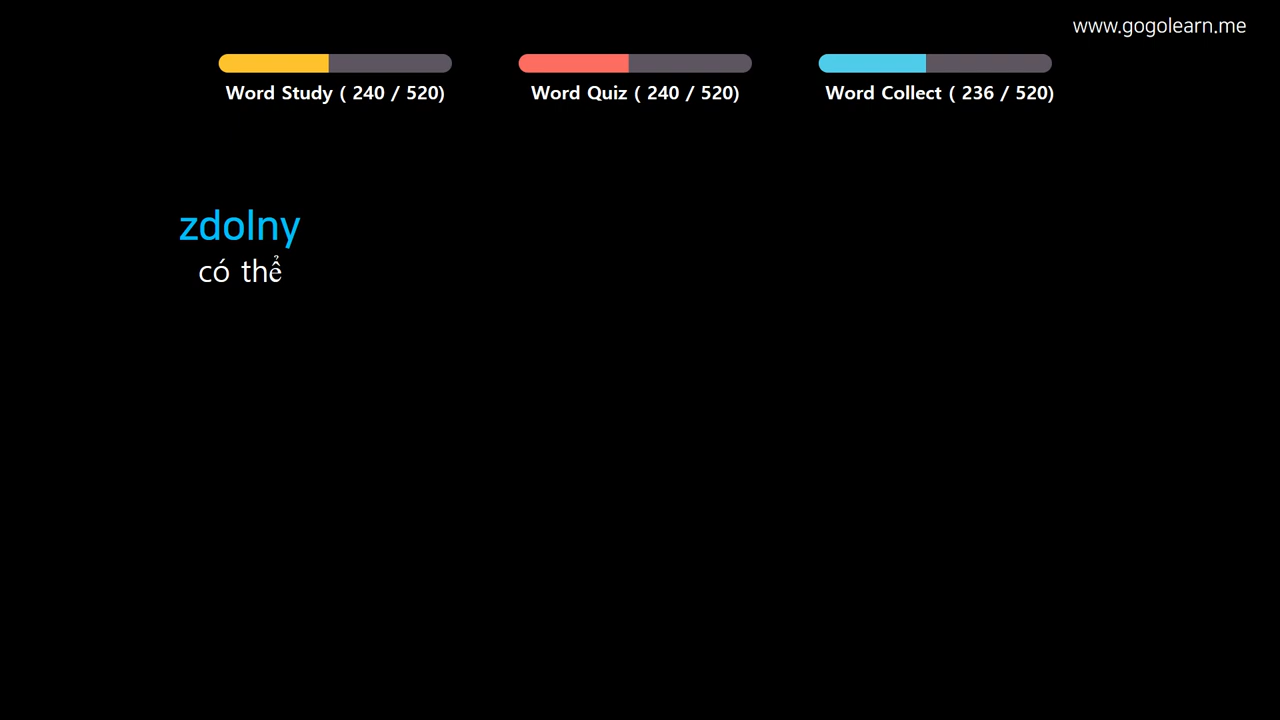 www.gogolearn.me
Word Study ( 240 / 520)
Word Quiz ( 240 / 520)
Word Collect ( 236 / 520)
zdolny
có thể